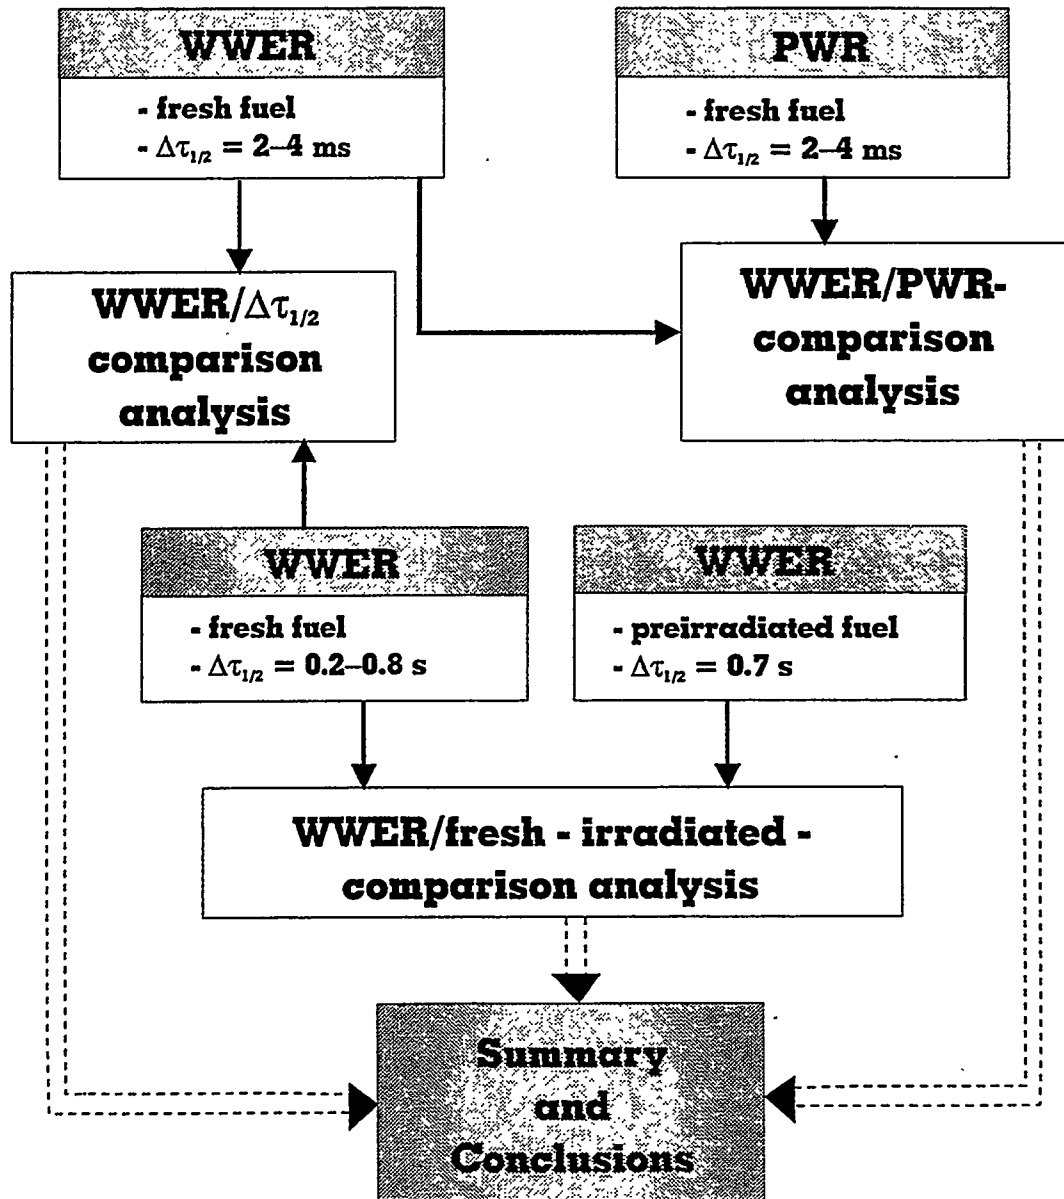 WWER
- fresh fuel
- Δτ1/2 = 2–4 ms
PWR
- fresh fuel
- Δτ1/2 = 2–4 ms
WWER/Δτ1/2
comparison
analysis
WWER/PWR-
comparison
analysis
WWER
- fresh fuel
- Δτ1/2 = 0.2–0.8 s
WWER
- preirradiated fuel
- Δτ1/2 = 0.7 s
WWER/fresh - irradiated -
comparison analysis
Summary
and
Conclusions